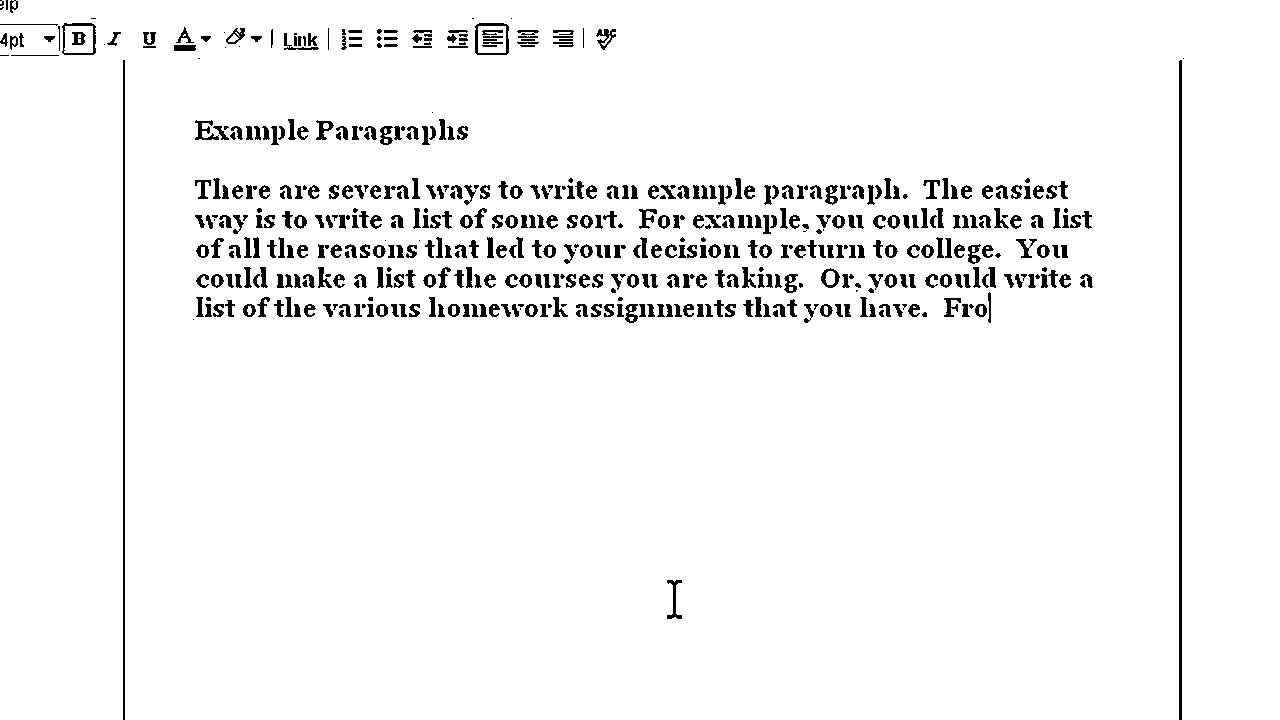 elp
4pt B I U A Link ABC
Example Paragraphs
There are several ways to write an example paragraph.  The easiest
way is to write a list of some sort.  For example, you could make a list
of all the reasons that led to your decision to return to college.  You
could make a list of the courses you are taking.  Or, you could write a
list of the various homework assignments that you have.  Fro